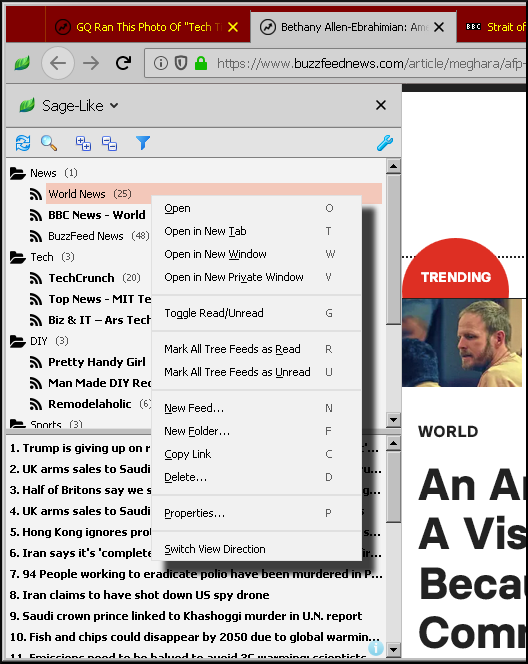 GQ Ran This Photo Of "Tech Ti
Bethany Allen-Ebrahimian: Ame
BBC Strait of
https://www.buzzfeednews.com/article/meghara/afp-
Sage-Like
News (1)
World News (25)
BBC News - World
BuzzFeed News (48)
Tech (3)
TechCrunch (20)
Top News - MIT Te
Biz & IT – Ars Tech
DIY (3)
Pretty Handy Girl
Man Made DIY Rec
Remodelaholic (6)
Sports (3)
Open O
Open in New Tab T
Open in New Window W
Open in New Private Window V
Toggle Read/Unread G
Mark All Tree Feeds as Read R
Mark All Tree Feeds as Unread U
New Feed... N
New Folder... F
Copy Link C
Delete... D
Properties... P
Switch View Direction
1. Trump is giving up on r
2. UK arms sales to Saudi
3. Half of Britons say we s
4. UK arms sales to Saudi
5. Hong Kong ignores prot
6. Iran says it's 'complete
7. 94 People working to eradicate polio have been murdered in P...
8. Iran claims to have shot down US spy drone
9. Saudi crown prince linked to Khashoggi murder in U.N. report
10. Fish and chips could disappear by 2050 due to global warmin...
11. Emissions need to be halved to avoid 3C warming: scientists
TRENDING
WORLD
An Ar
A Vis
Becau
Comm